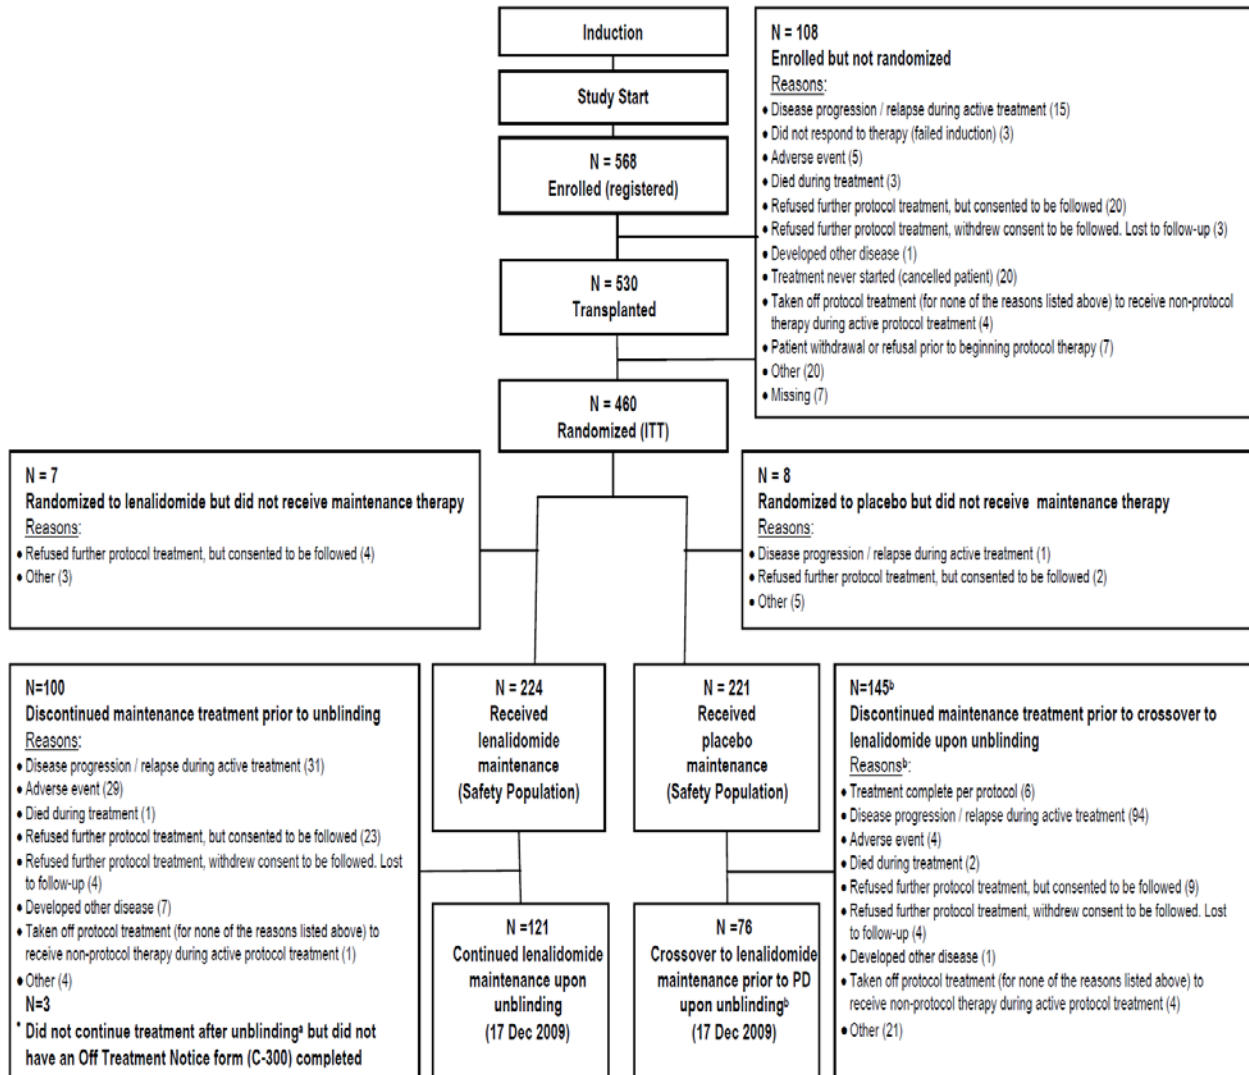 Induction
Study Start
N = 568
Enrolled (registered)
N = 108
Enrolled but not randomized
Reasons:
• Disease progression / relapse during active treatment (15)
• Did not respond to therapy (failed induction) (3)
• Adverse event (5)
• Died during treatment (3)
• Refused further protocol treatment, but consented to be followed (20)
• Refused further protocol treatment, withdrew consent to be followed. Lost to follow-up (3)
• Developed other disease (1)
• Treatment never started (cancelled patient) (20)
• Taken off protocol treatment (for none of the reasons listed above) to receive non-protocol
therapy during active protocol treatment (4)
• Patient withdrawal or refusal prior to beginning protocol therapy (7)
• Other (20)
• Missing (7)
N = 530
Transplanted
N = 460
Randomized (ITT)
N = 7
Randomized to lenalidomide but did not receive maintenance therapy
Reasons:
• Refused further protocol treatment, but consented to be followed (4)
• Other (3)
N = 8
Randomized to placebo but did not receive maintenance therapy
Reasons:
• Disease progression / relapse during active treatment (1)
• Refused further protocol treatment, but consented to be followed (2)
• Other (5)
N=100
Discontinued maintenance treatment prior to unblinding
Reasons:
• Disease progression / relapse during active treatment (31)
• Adverse event (29)
• Died during treatment (1)
• Refused further protocol treatment, but consented to be followed (23)
• Refused further protocol treatment, withdrew consent to be followed. Lost
to follow-up (4)
• Developed other disease (7)
• Taken off protocol treatment (for none of the reasons listed above) to
receive non-protocol therapy during active protocol treatment (1)
• Other (4)
N=3
* Did not continue treatment after unblindingª but did not
have an Off Treatment Notice form (C-300) completed
N = 224
Received
lenalidomide
maintenance
(Safety Population)
N = 221
Received
placebo
maintenance
(Safety Population)
N=145ᵇ
Discontinued maintenance treatment prior to crossover to
lenalidomide upon unblinding
Reasonsᵇ:
• Treatment complete per protocol (6)
• Disease progression / relapse during active treatment (94)
• Adverse event (4)
• Died during treatment (2)
• Refused further protocol treatment, but consented to be followed (9)
• Refused further protocol treatment, withdrew consent to be followed. Lost
to follow-up (4)
• Developed other disease (1)
• Taken off protocol treatment (for none of the reasons listed above) to
receive non-protocol therapy during active protocol treatment (4)
• Other (21)
N=121
Continued lenalidomide
maintenance upon
unblinding
(17 Dec 2009)
N =76
Crossover to lenalidomide
maintenance prior to PD
upon unblindingᵇ
(17 Dec 2009)